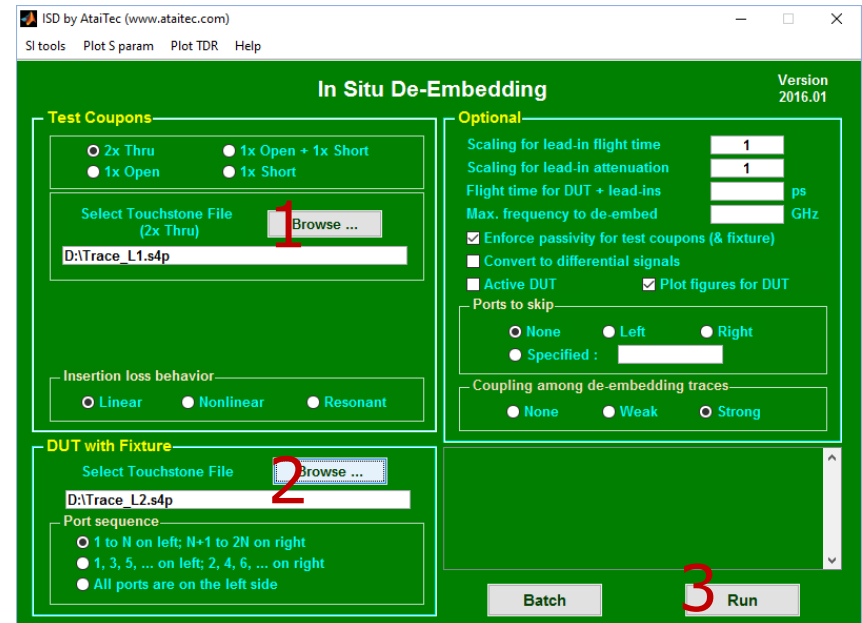 ISD by AtaiTec (www.ataitec.com)
SI tools Plot S param Plot TDR Help
In Situ De-Embedding
Version
2016.01
Test Coupons
2x Thru 1x Open + 1x Short
1x Open 1x Short
Select Touchstone File
(2x Thru)
1
Browse ...
D:\Trace_L1.s4p
Insertion loss behavior
Linear Nonlinear Resonant
DUT with Fixture
Select Touchstone File
2
Browse ...
D:\Trace_L2.s4p
Port sequence
1 to N on left; N+1 to 2N on right
1, 3, 5, ... on left; 2, 4, 6, ... on right
All ports are on the left side
Optional
Scaling for lead-in flight time 1
Scaling for lead-in attenuation 1
Flight time for DUT + lead-ins ps
Max. frequency to de-embed GHz
Enforce passivity for test coupons (& fixture)
Convert to differential signals
Active DUT Plot figures for DUT
Ports to skip
None Left Right
Specified :
Coupling among de-embedding traces
None Weak Strong
Batch
3
Run